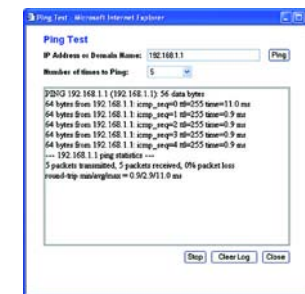 Ping Test - Microsoft Internet Explorer
Ping Test
IP Address or Domain Name: 192.168.1.1 Ping
Number of times to Ping: 5
PING 192.168.1.1 (192.168.1.1): 56 data bytes
64 bytes from 192.168.1.1: icmp_seq=0 ttl=255 time=11.0 ms
64 bytes from 192.168.1.1: icmp_seq=1 ttl=255 time=0.9 ms
64 bytes from 192.168.1.1: icmp_seq=2 ttl=255 time=0.9 ms
64 bytes from 192.168.1.1: icmp_seq=3 ttl=255 time=0.9 ms
64 bytes from 192.168.1.1: icmp_seq=4 ttl=255 time=0.9 ms
--- 192.168.1.1 ping statistics ---
5 packets transmitted, 5 packets received, 0% packet loss
round-trip min/avg/max = 0.9/2.9/11.0 ms
Stop Clear Log Close